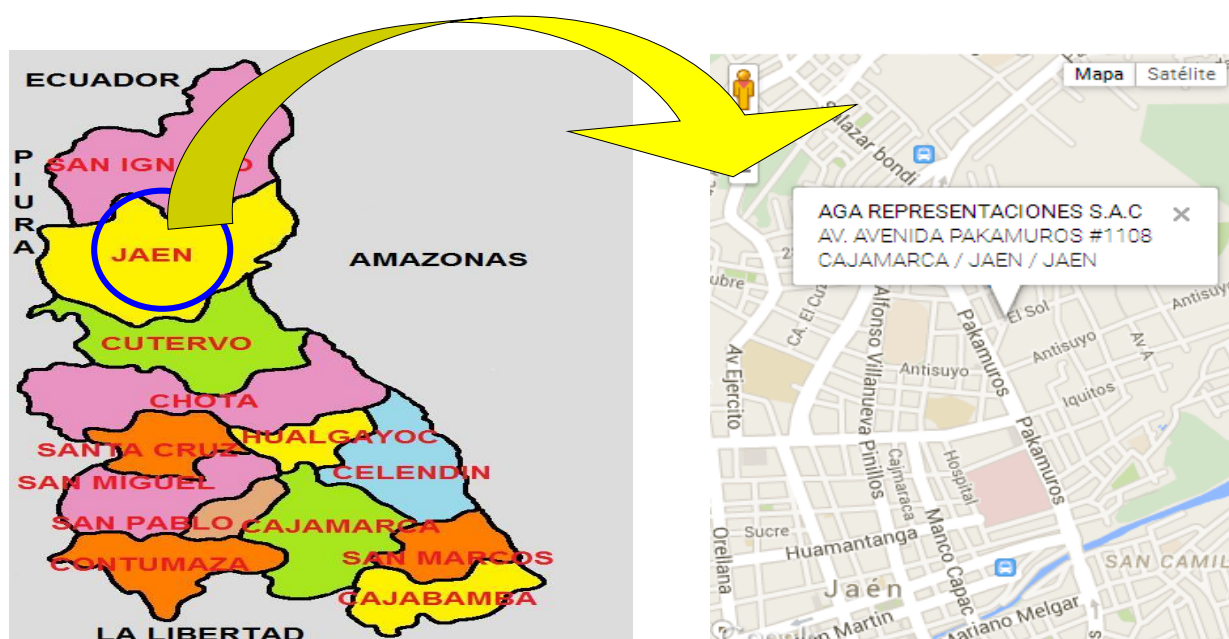 ECUADOR
PIURA
SAN IGN
O
JAEN
AMAZONAS
CUTERVO
CHOTA
SANTA CRUZ
HUALGAYOC
CELENDIN
SAN MIGUEL
SAN PABLO
CAJAMARCA
SAN MARCOS
CONTUMAZA
CAJABAMBA
LA LIBERTAD
Mapa
Satélite
Salazar bondi
AGA REPRESENTACIONES S.A.C
AV. AVENIDA PAKAMUROS #1108
CAJAMARCA / JAEN / JAEN
Alfonso Villanueva Pinillos
Av Ejercito
Pakamuros
El Sol
Antisuyo
Antisuyo
Antisuyo
Av A
Iquitos
Pakamuros
Cajmaraca
Hospital
Manco Capac
Sucre
Huamantanga
Orellana
Jaén
SAN CAMIL
Mariano Melgar
Martin